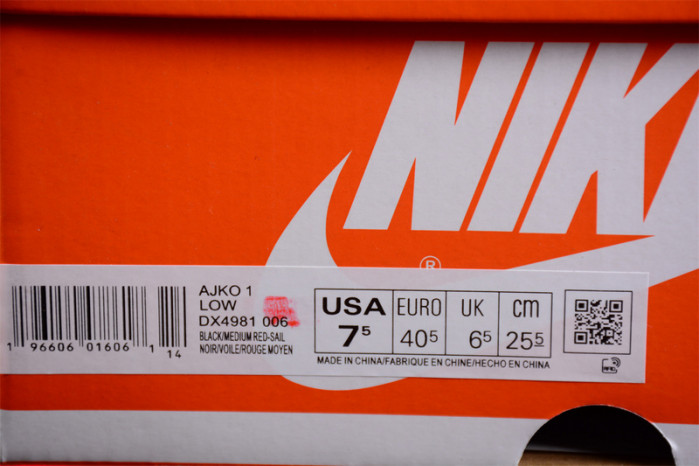 NIK
®
AJKO 1
LOW
DX4981 006
BLACK/MEDIUM RED-SAIL
NOIR/VOILE/ROUGE MOYEN
USA EURO UK cm
7⁵ 40⁵ 6⁵ 25⁵
MADE IN CHINA/FABRIQUE EN CHINE/HECHO EN CHINA
1 96606 01606 1 14